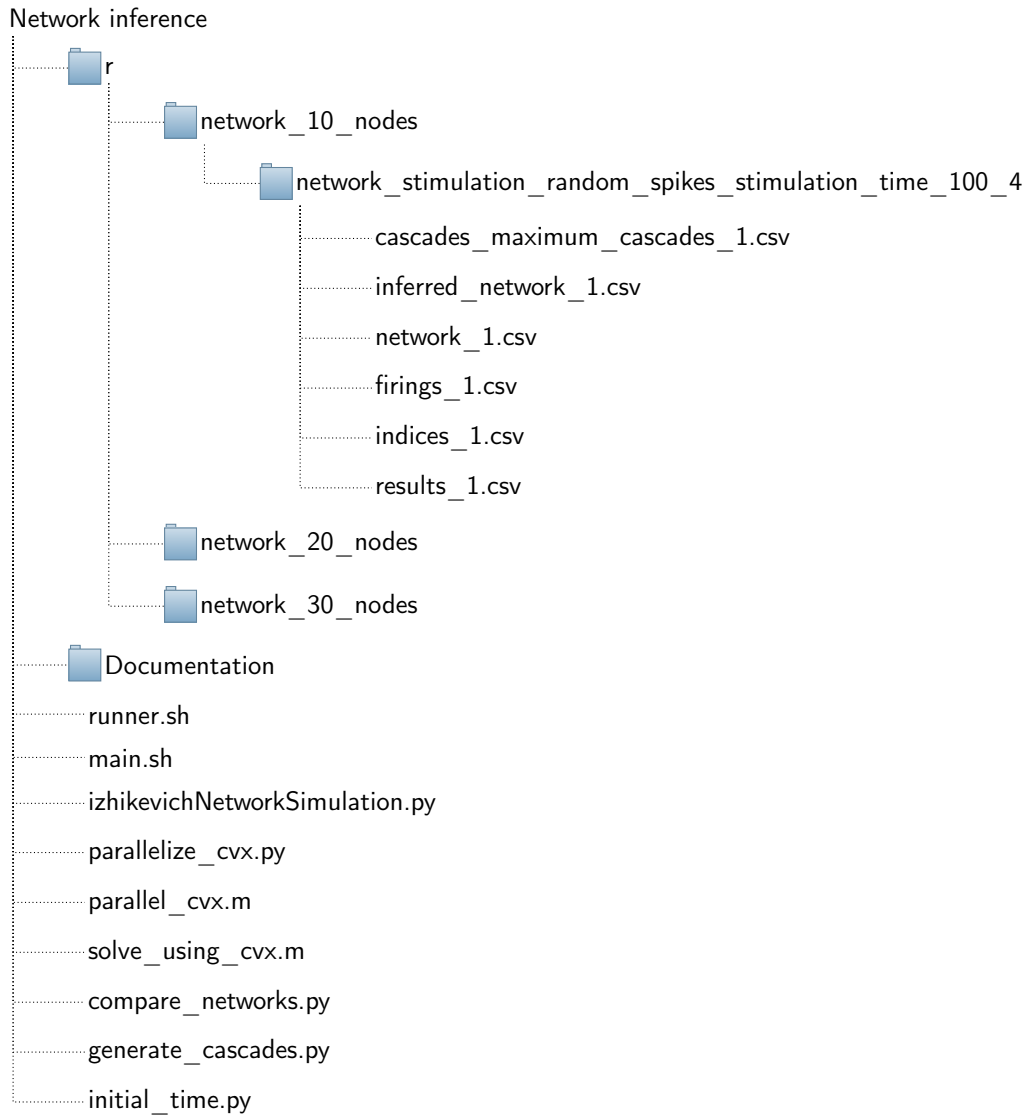 Network inference
r
network_10_nodes
network_stimulation_random_spikes_stimulation_time_100_4
cascades_maximum_cascades_1.csv
inferred_network_1.csv
network_1.csv
firings_1.csv
indices_1.csv
results_1.csv
network_20_nodes
network_30_nodes
Documentation
runner.sh
main.sh
izhikevichNetworkSimulation.py
parallelize_cvx.py
parallel_cvx.m
solve_using_cvx.m
compare_networks.py
generate_cascades.py
initial_time.py